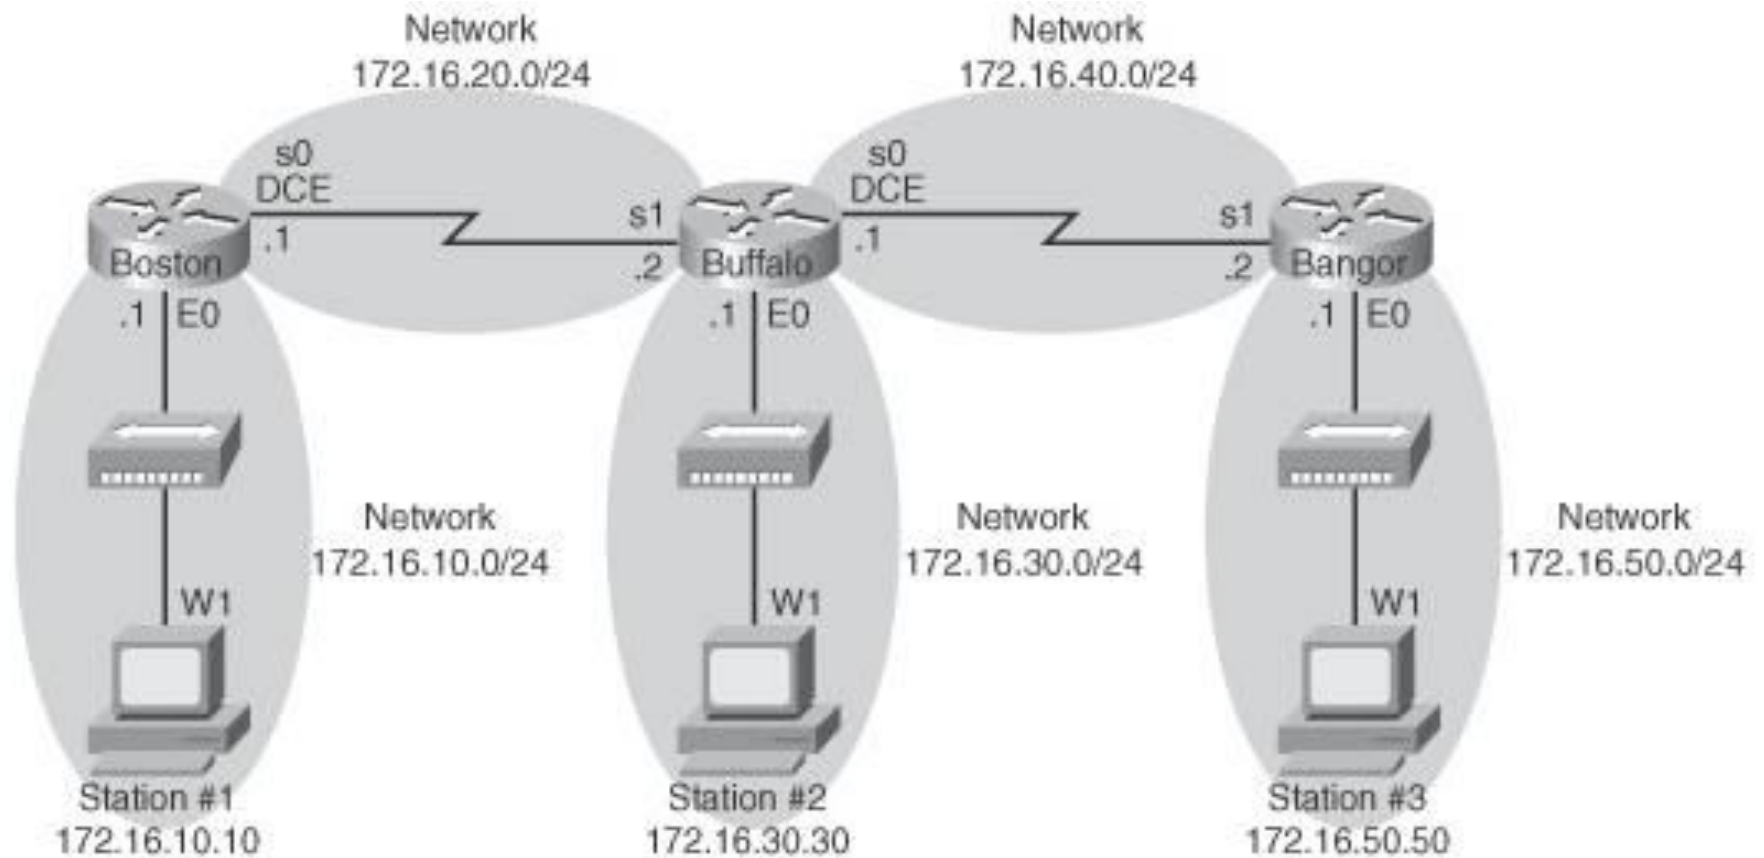 Network
172.16.20.0/24
Network
172.16.40.0/24
s0
DCE
.1
s1
.2
s0
DCE
.1
s1
.2
Boston
.1 E0
Buffalo
.1 E0
Bangor
.1 E0
Network
172.16.10.0/24
Network
172.16.30.0/24
Network
172.16.50.0/24
W1
W1
W1
Station #1
172.16.10.10
Station #2
172.16.30.30
Station #3
172.16.50.50